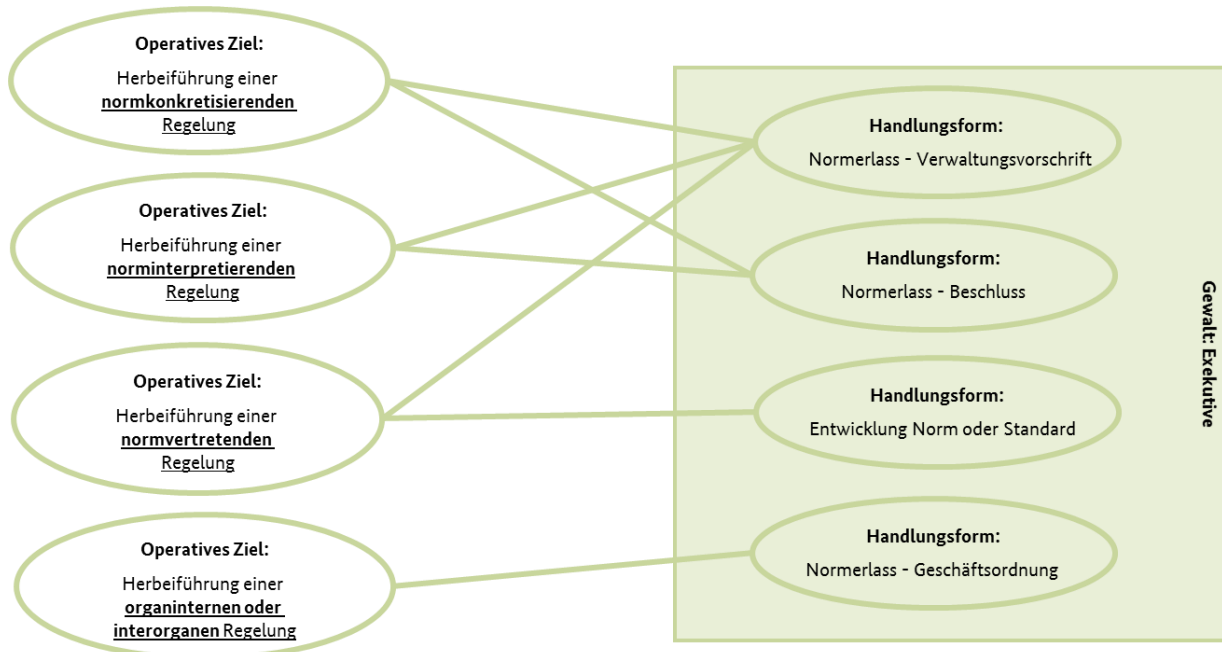 Operatives Ziel:
Herbeiführung einer
normkonkretisierenden
Regelung
Operatives Ziel:
Herbeiführung einer
norminterpretierenden
Regelung
Operatives Ziel:
Herbeiführung einer
normvertretenden
Regelung
Operatives Ziel:
Herbeiführung einer
organinternen oder
interorganen Regelung
Handlungsform:
Normerlass - Verwaltungsvorschrift
Handlungsform:
Normerlass - Beschluss
Handlungsform:
Entwicklung Norm oder Standard
Handlungsform:
Normerlass - Geschäftsordnung
Gewalt: Exekutive